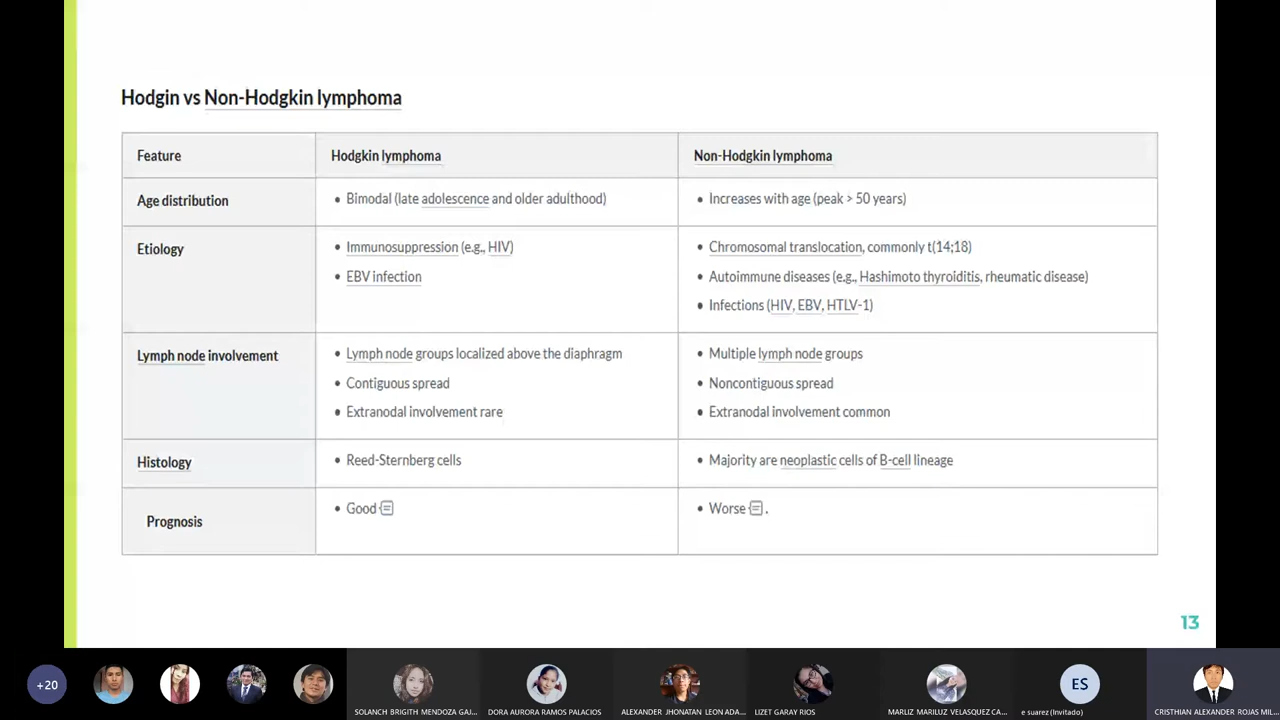 Hodgin vs Non-Hodgkin lymphoma
Feature
Hodgkin lymphoma
Non-Hodgkin lymphoma
Age distribution
• Bimodal (late adolescence and older adulthood)
• Increases with age (peak > 50 years)
Etiology
• Immunosuppression (e.g., HIV)
• EBV infection
• Chromosomal translocation, commonly t(14;18)
• Autoimmune diseases (e.g., Hashimoto thyroiditis, rheumatic disease)
• Infections (HIV, EBV, HTLV-1)
Lymph node involvement
• Lymph node groups localized above the diaphragm
• Contiguous spread
• Extranodal involvement rare
• Multiple lymph node groups
• Noncontiguous spread
• Extranodal involvement common
Histology
• Reed-Sternberg cells
• Majority are neoplastic cells of B-cell lineage
Prognosis
• Good
• Worse .
13
+20
SOLANCH BRIGITH MENDOZA GAJ...
DORA AURORA RAMOS PALACIOS
ALEXANDER JHONATAN LEON ADA...
LIZET GARAY RIOS
MARLIZ MARILUZ VELASQUEZ CA...
ES
e suarez (Invitado)
CRISTHIAN ALEXANDER ROJAS MIL...